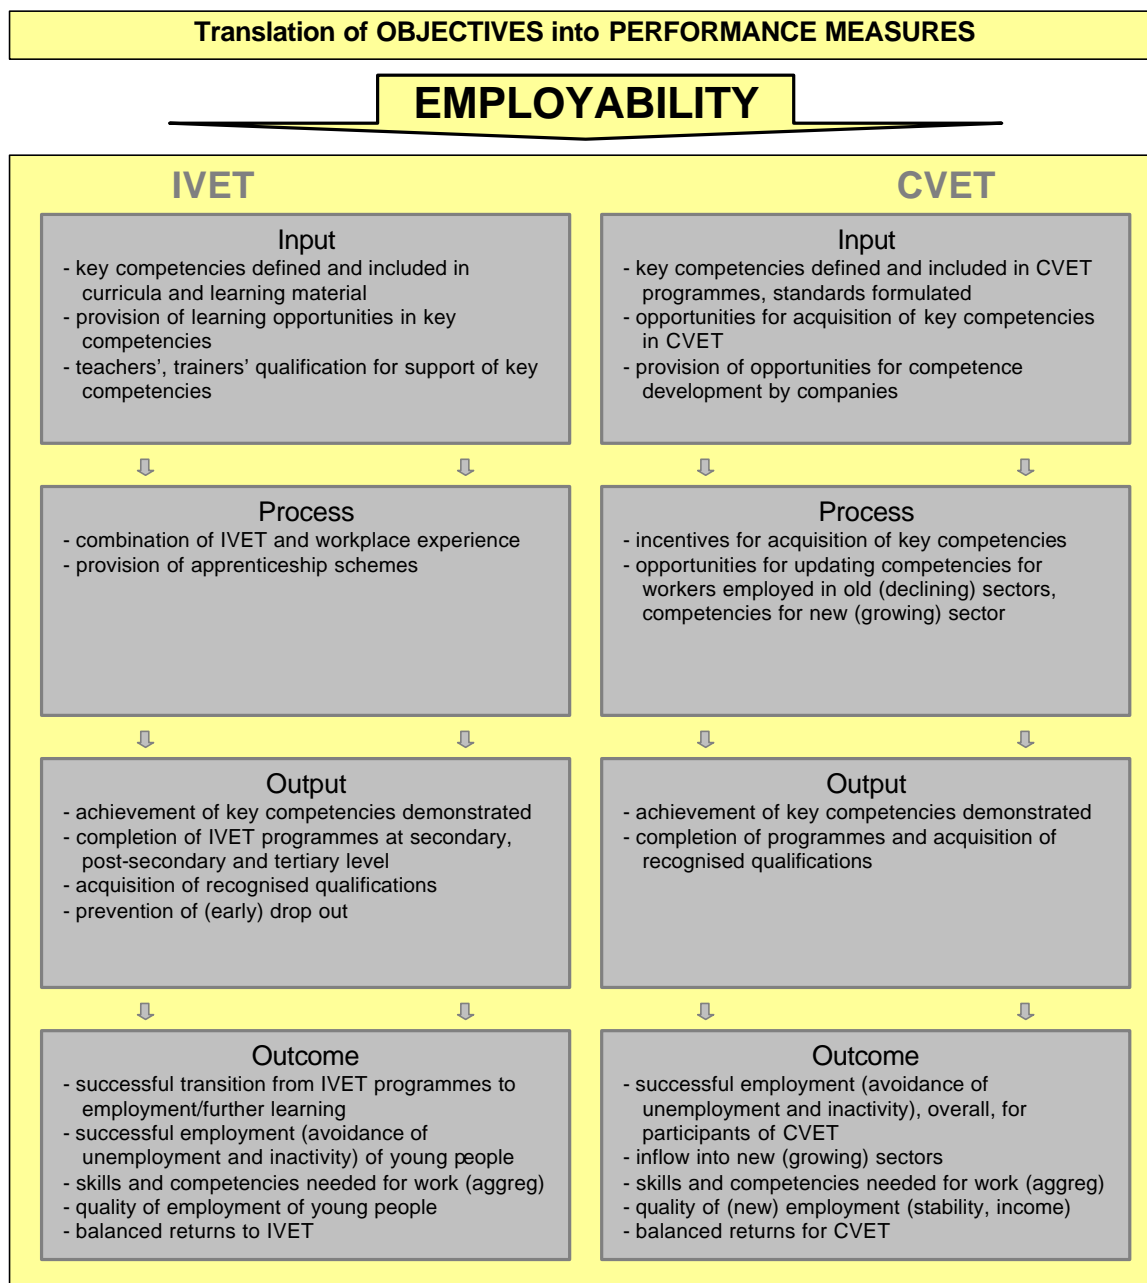 Translation of OBJECTIVES into PERFORMANCE MEASURES
EMPLOYABILITY
IVET
Input
- key competencies defined and included in
curricula and learning material
- provision of learning opportunities in key
competencies
- teachers’, trainers’ qualification for support of key
competencies
Process
- combination of IVET and workplace experience
- provision of apprenticeship schemes
Output
- achievement of key competencies demonstrated
- completion of IVET programmes at secondary,
post-secondary and tertiary level
- acquisition of recognised qualifications
- prevention of (early) drop out
Outcome
- successful transition from IVET programmes to
employment/further learning
- successful employment (avoidance of
unemployment and inactivity) of young people
- skills and competencies needed for work (aggreg)
- quality of employment of young people
- balanced returns to IVET
CVET
Input
- key competencies defined and included in CVET
programmes, standards formulated
- opportunities for acquisition of key competencies
in CVET
- provision of opportunities for competence
development by companies
Process
- incentives for acquisition of key competencies
- opportunities for updating competencies for
workers employed in old (declining) sectors,
competencies for new (growing) sector
Output
- achievement of key competencies demonstrated
- completion of programmes and acquisition of
recognised qualifications
Outcome
- successful employment (avoidance of
unemployment and inactivity), overall, for
participants of CVET
- inflow into new (growing) sectors
- skills and competencies needed for work (aggreg)
- quality of (new) employment (stability, income)
- balanced returns for CVET